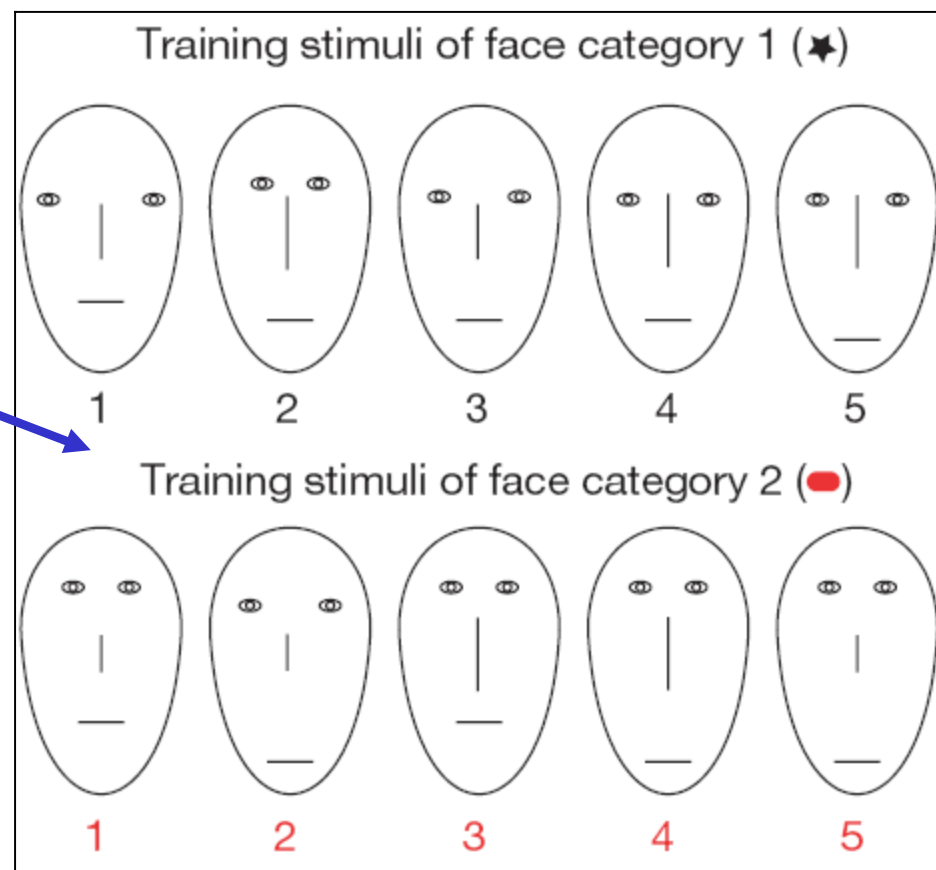 Training stimuli of face category 1 (★)
1 2 3 4 5
Training stimuli of face category 2 ()
1 2 3 4 5